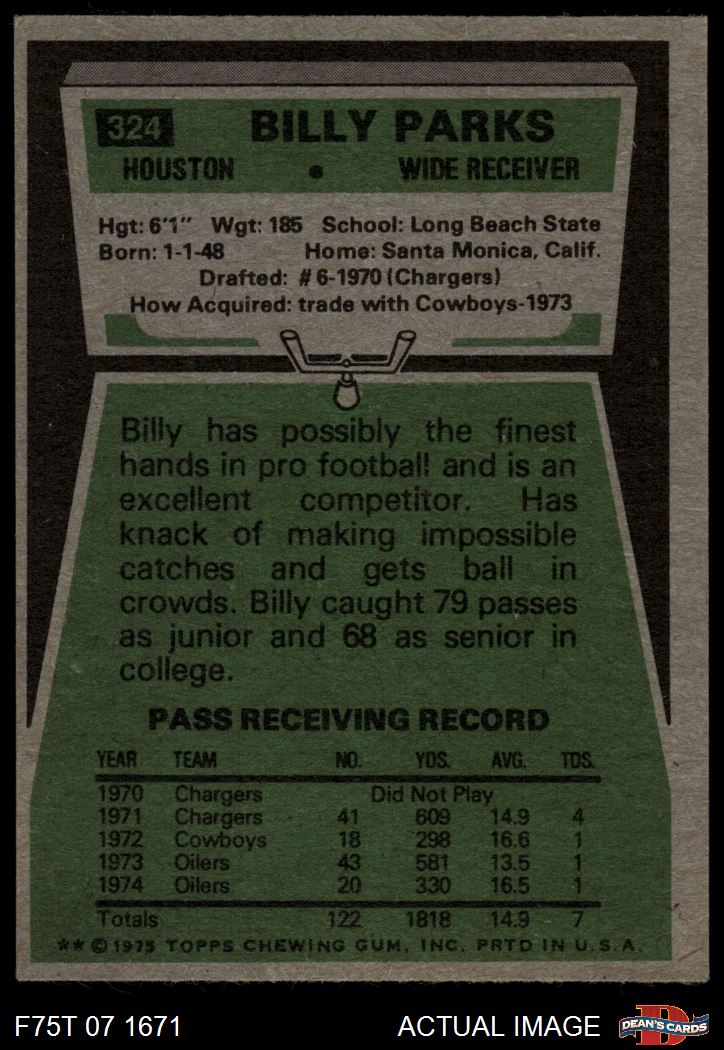 324 BILLY PARKS
HOUSTON • WIDE RECEIVER
Hgt: 6'1" Wgt: 185 School: Long Beach State
Born: 1-1-48 Home: Santa Monica, Calif.
Drafted: #6-1970 (Chargers)
How Acquired: trade with Cowboys-1973
Billy has possibly the finest
hands in pro football and is an
excellent competitor. Has
knack of making impossible
catches and gets ball in
crowds. Billy caught 79 passes
as junior and 68 as senior in
college.
PASS RECEIVING RECORD
YEAR TEAM NO. YDS. AVG. TDS.
1970 Chargers Did Not Play
1971 Chargers 41 609 14.9 4
1972 Cowboys 18 298 16.6 1
1973 Oilers 43 581 13.5 1
1974 Oilers 20 330 16.5 1
Totals 122 1818 14.9 7
** © 1975 TOPPS CHEWING GUM, INC. PRTD IN U.S.A.
F75T 07 1671 ACTUAL IMAGE D DEAN'S CARDS